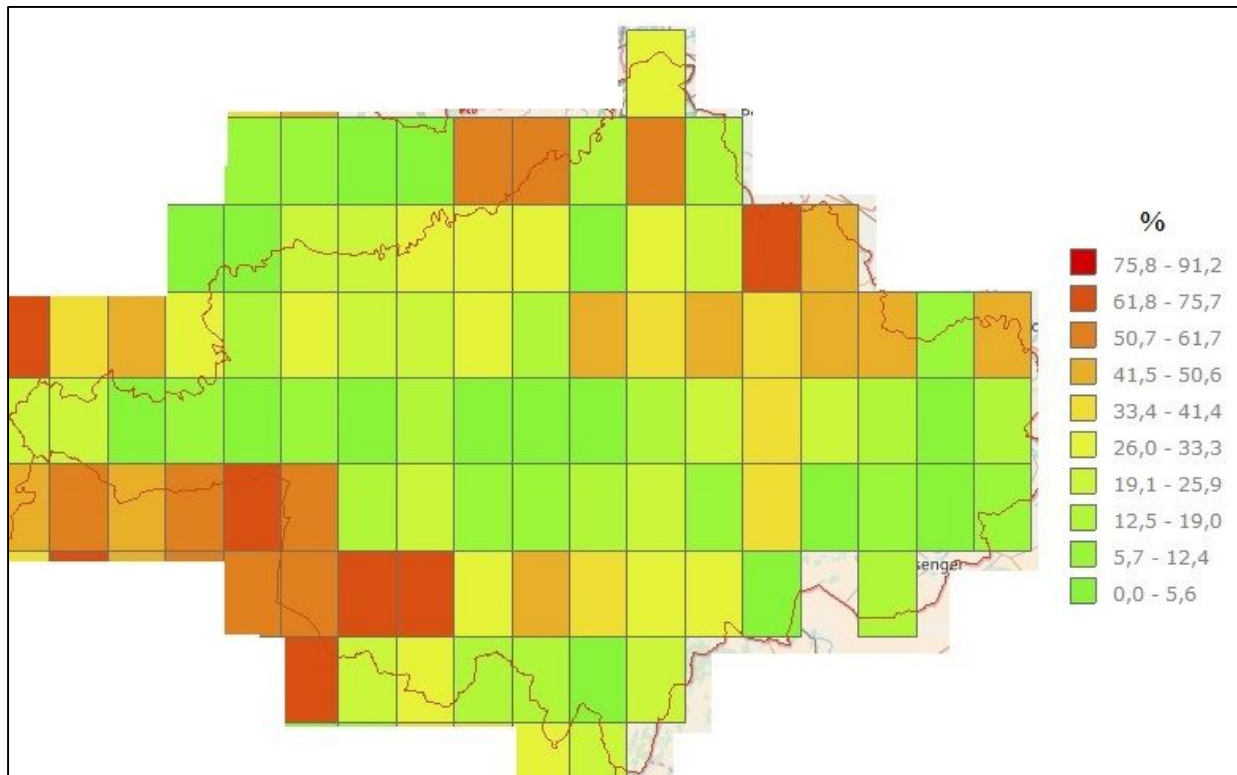 %
75,8 - 91,2
61,8 - 75,7
50,7 - 61,7
41,5 - 50,6
33,4 - 41,4
26,0 - 33,3
19,1 - 25,9
12,5 - 19,0
5,7 - 12,4
0,0 - 5,6
senger